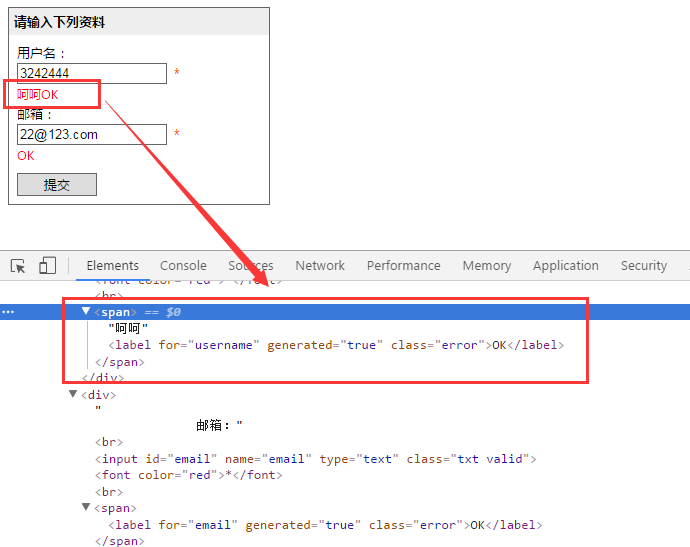 请输入下列资料
用户名：
3242444 *
呵呵OK
邮箱：
22@123.com *
OK
提交
Elements Console Sources Network Performance Memory Application Security
<font color="red">*</font>
<br>
<span> == $0
"呵呵"
<label for="username" generated="true" class="error">OK</label>
</span>
</div>
<div>
"
邮箱："
<br>
<input id="email" name="email" type="text" class="txt valid">
<font color="red">*</font>
<br>
<span>
<label for="email" generated="true" class="error">OK</label>
</span>